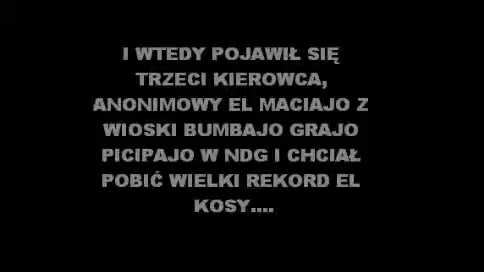 I WTEDY POJAWIŁ SIĘ
TRZECI KIEROWCA,
ANONIMOWY EL MACIAJO Z
WIOSKI BUMBAJO GRAJO
PICIPAJO W NDG I CHCIAŁ
POBIĆ WIELKI REKORD EL
KOSY....